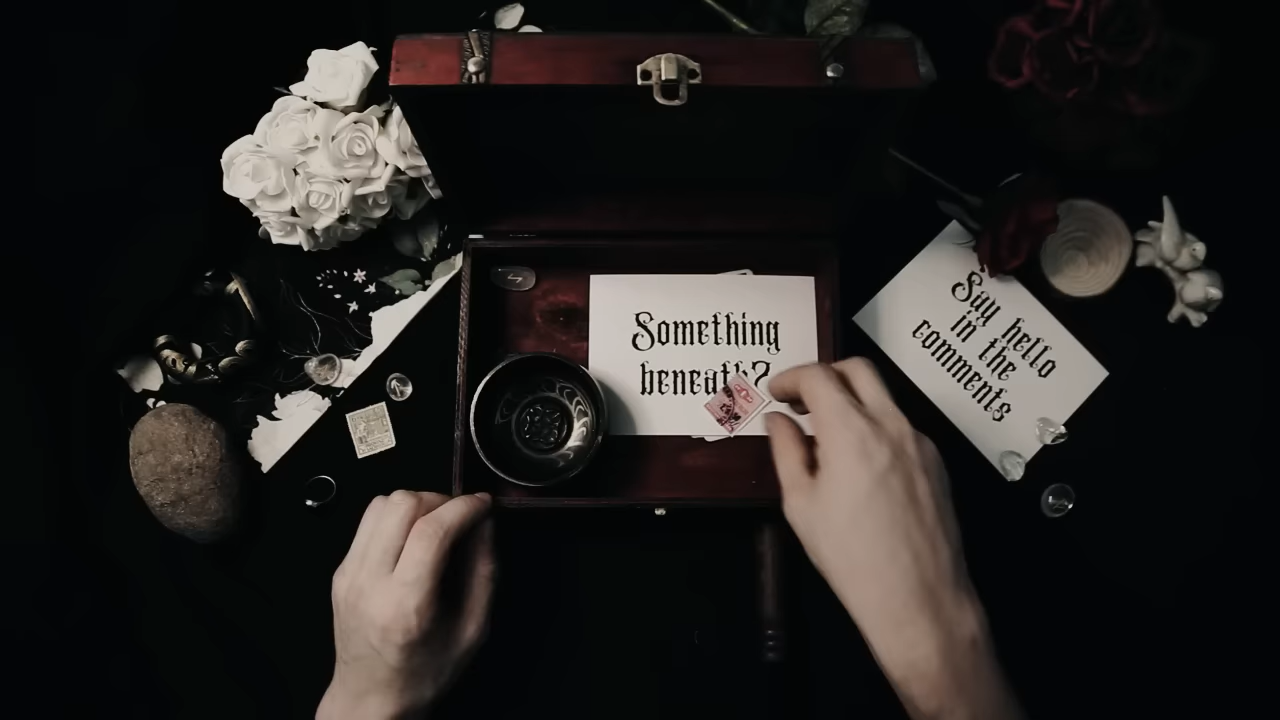 Something
beneath?
Say hello
in the
comments